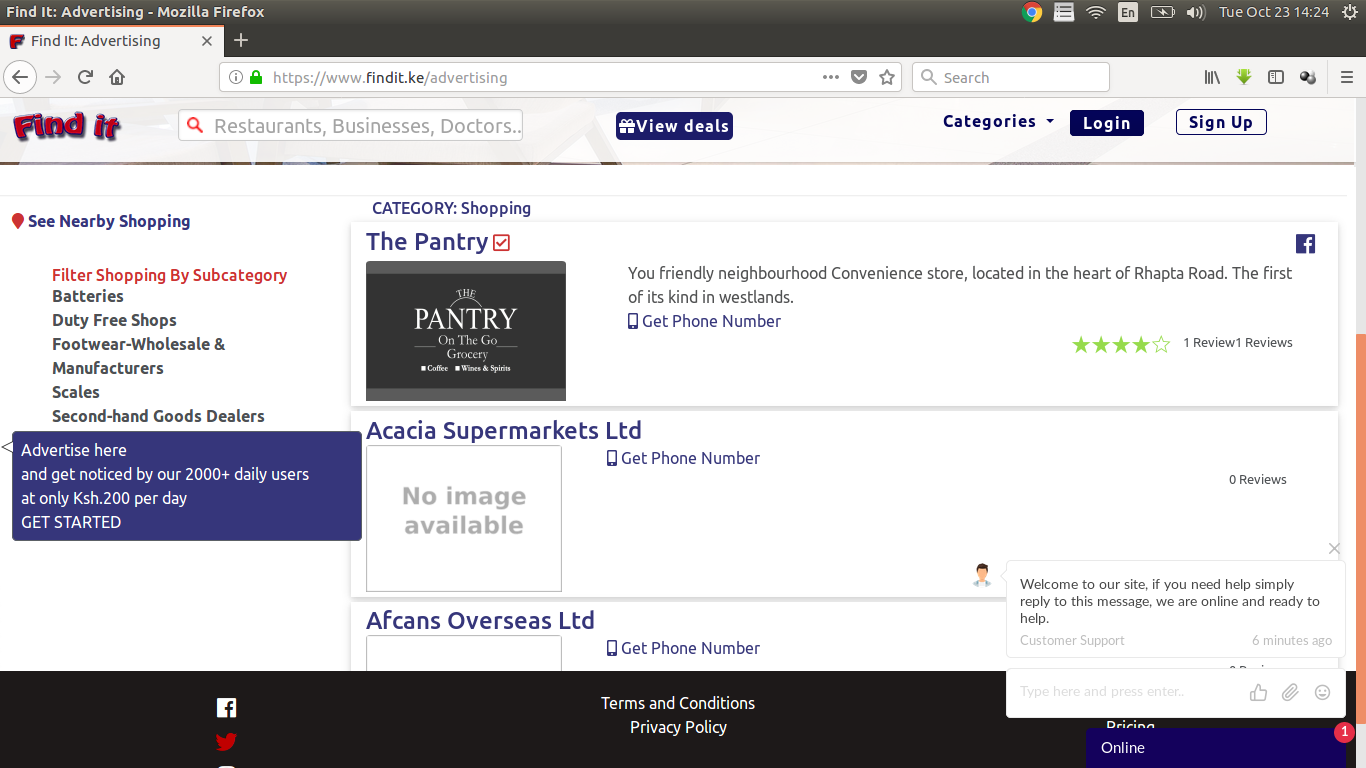 Find It: Advertising - Mozilla Firefox
En
Tue Oct 23 14:24
Find It: Advertising
https://www.findit.ke/advertising
Search
Find it
Restaurants, Businesses, Doctors..
View deals
Categories
Login
Sign Up
See Nearby Shopping
Filter Shopping By Subcategory
Batteries
Duty Free Shops
Footwear-Wholesale &
Manufacturers
Scales
Second-hand Goods Dealers
Advertise here
and get noticed by our 2000+ daily users
at only Ksh.200 per day
GET STARTED
CATEGORY: Shopping
The Pantry
THE
PANTRY
On The Go
Grocery
Coffee Wines & Spirits
You friendly neighbourhood Convenience store, located in the heart of Rhapta Road. The first
of its kind in westlands.
Get Phone Number
1 Review1 Reviews
Acacia Supermarkets Ltd
No image
available
Get Phone Number
0 Reviews
Afcans Overseas Ltd
Get Phone Number
Welcome to our site, if you need help simply
reply to this message, we are online and ready to
help.
Customer Support
6 minutes ago
Type here and press enter..
Terms and Conditions
Privacy Policy
Pricing
Online
1